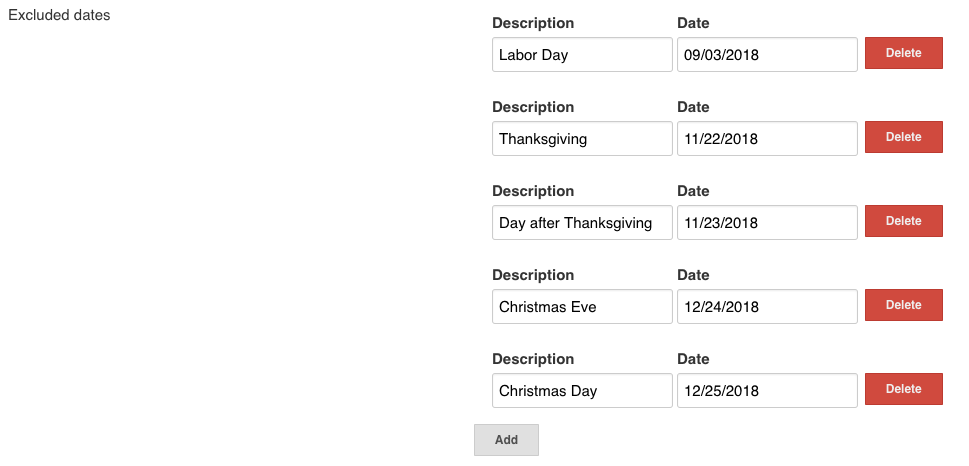 Excluded dates
Description Date
Labor Day 09/03/2018 Delete
Description Date
Thanksgiving 11/22/2018 Delete
Description Date
Day after Thanksgiving 11/23/2018 Delete
Description Date
Christmas Eve 12/24/2018 Delete
Description Date
Christmas Day 12/25/2018 Delete
Add